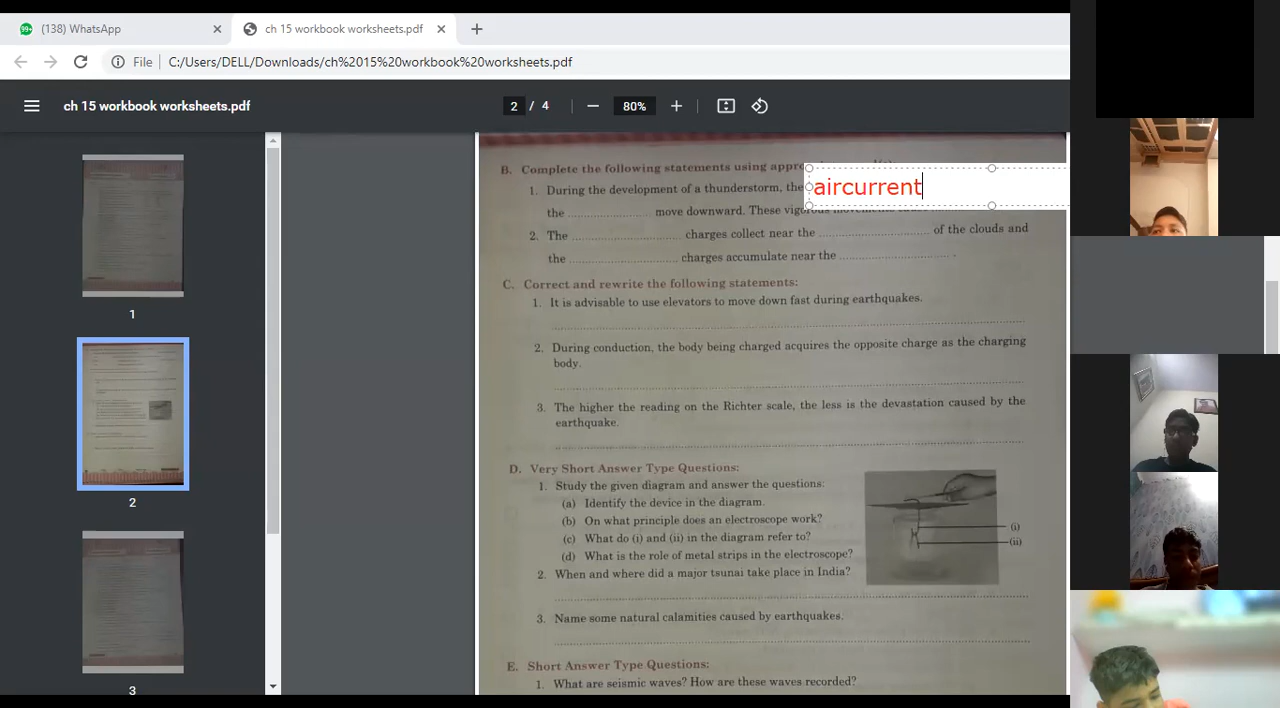 99+ (138) WhatsApp
ch 15 workbook worksheets.pdf
File C:/Users/DELL/Downloads/ch%2015%20workbook%20worksheets.pdf
ch 15 workbook worksheets.pdf
2 / 4
80%
1
2
3
B. Complete the following statements using
aircurrent
1. During the development of a thunderstorm, the
the .......... move downward. These vigorous movements
2. The .......... charges collect near the .......... of the clouds and
the .......... charges accumulate near the .......... .
C. Correct and rewrite the following statements:
1. It is advisable to use elevators to move down fast during earthquakes.
2. During conduction, the body being charged acquires the opposite charge as the charging
body.
3. The higher the reading on the Richter scale, the less is the devastation caused by the
earthquake.
D. Very Short Answer Type Questions:
1. Study the given diagram and answer the questions:
(a) Identify the device in the diagram.
(b) On what principle does an electroscope work?
(c) What do (i) and (ii) in the diagram refer to?
(d) What is the role of metal strips in the electroscope?
(i)
(ii)
2. When and where did a major tsunai take place in India?
3. Name some natural calamities caused by earthquakes.
E. Short Answer Type Questions:
1. What are seismic waves? How are these waves recorded?